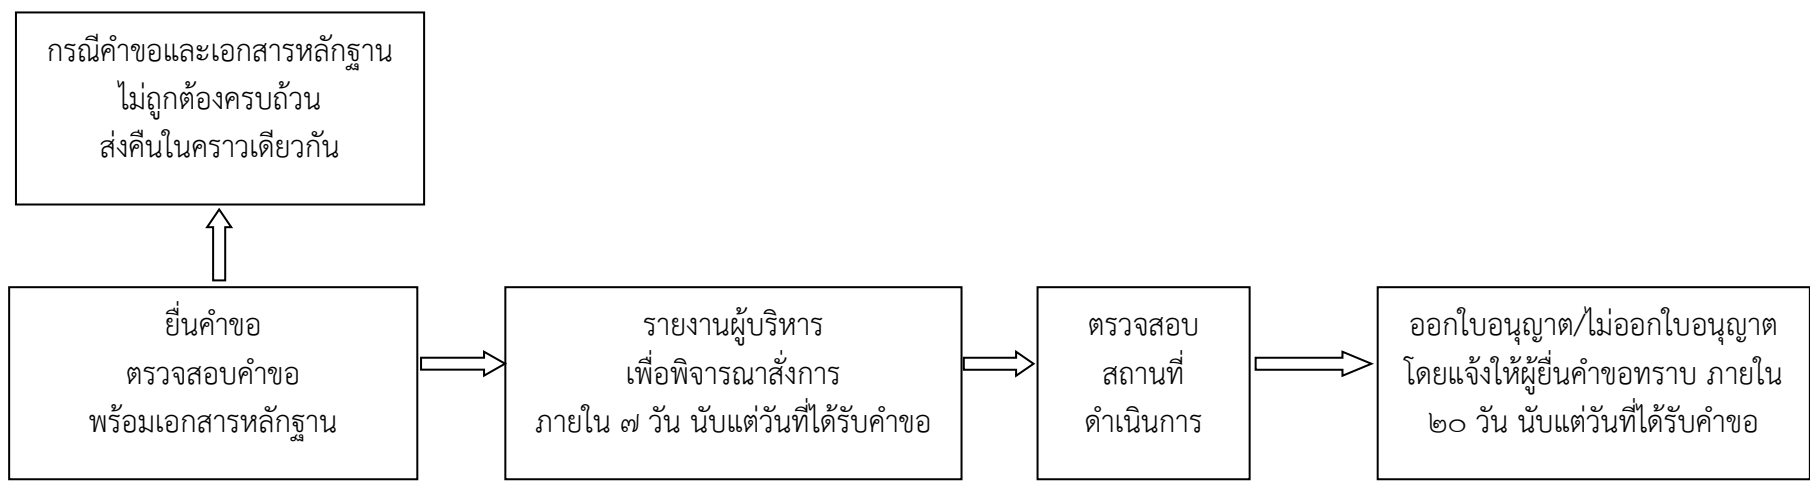 กรณีคำขอและเอกสารหลักฐาน
ไม่ถูกต้องครบถ้วน
ส่งคืนในคราวเดียวกัน
ยื่นคำขอ
ตรวจสอบคำขอ
พร้อมเอกสารหลักฐาน
รายงานผู้บริหาร
เพื่อพิจารณาสั่งการ
ภายใน ๗ วัน นับแต่วันที่ได้รับคำขอ
ตรวจสอบ
สถานที่
ดำเนินการ
ออกใบอนุญาต/ไม่ออกใบอนุญาต
โดยแจ้งให้ผู้ยื่นคำขอทราบ ภายใน
๒๐ วัน นับแต่วันที่ได้รับคำขอ